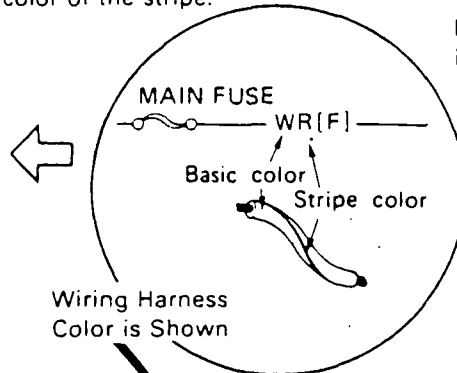 color of the stripe.
MAIN FUSE
WR[F]
Basic color
Stripe color
Wiring Harness
Color is Shown